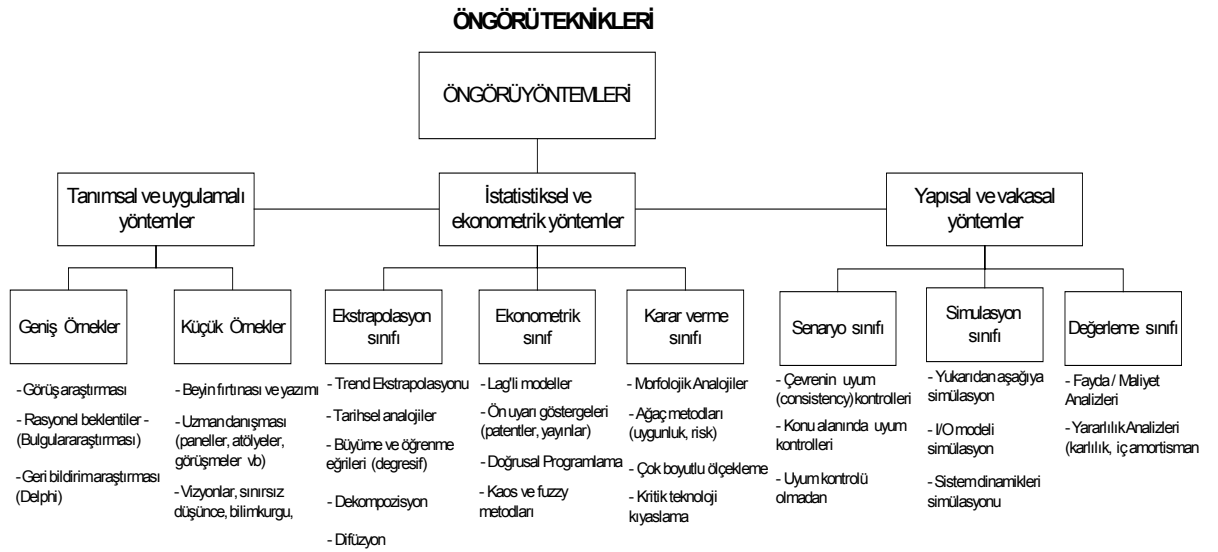 ÖNGÖRÜ TEKNİKLERİ
ÖNGÖRÜ YÖNTEMLERİ
Tanımsal ve uygulamalı
yöntemler
İstatistiksel ve
ekonometrik yöntemler
Yapısal ve vakasal
yöntemler
Geniş Örnekler
Küçük Örnekler
Ekstrapolasyon
sınıfı
Ekonometrik
sınıf
Karar verme
sınıfı
Senaryo sınıfı
Simulasyon
sınıfı
Değerleme sınıfı
- Görüş araştırması
- Rasyonel beklentiler -
(Bulgular araştırması)
- Geri bildirim araştırması
(Delphi)
- Beyin fırtınası ve yazımı
- Uzman danışması
(paneller, atölyeler,
görüşmeler vb)
- Vizyonlar, sınırsız
düşünce, bilimkurgu,
- Trend Ekstrapolasyonu
- Tarihsel analojiler
- Büyüme ve öğrenme
eğrileri (degresif)
- Dekompozisyon
- Difüzyon
- Lag'li modeller
- Ön uyarı göstergeleri
(patentler, yayınlar)
- Doğrusal Programlama
- Kaos ve fuzzy
metodları
- Morfolojik Analojiler
- Ağaç metodları
(uygunluk, risk)
- Çok boyutlu ölçekleme
- Kritik teknoloji
kıyaslama
- Çevrenin uyum
(consistency) kontrolleri
- Konu alanında uyum
kontrolleri
- Uyum kontrolü
olmadan
- Yukarıdan aşağıya
simülasyon
- I/O modeli
simülasyon
- Sistem dinamikleri
simülasyonu
- Fayda / Maliyet
Analizleri
- Yararlılık Analizleri
(karlılık, iç amortisman